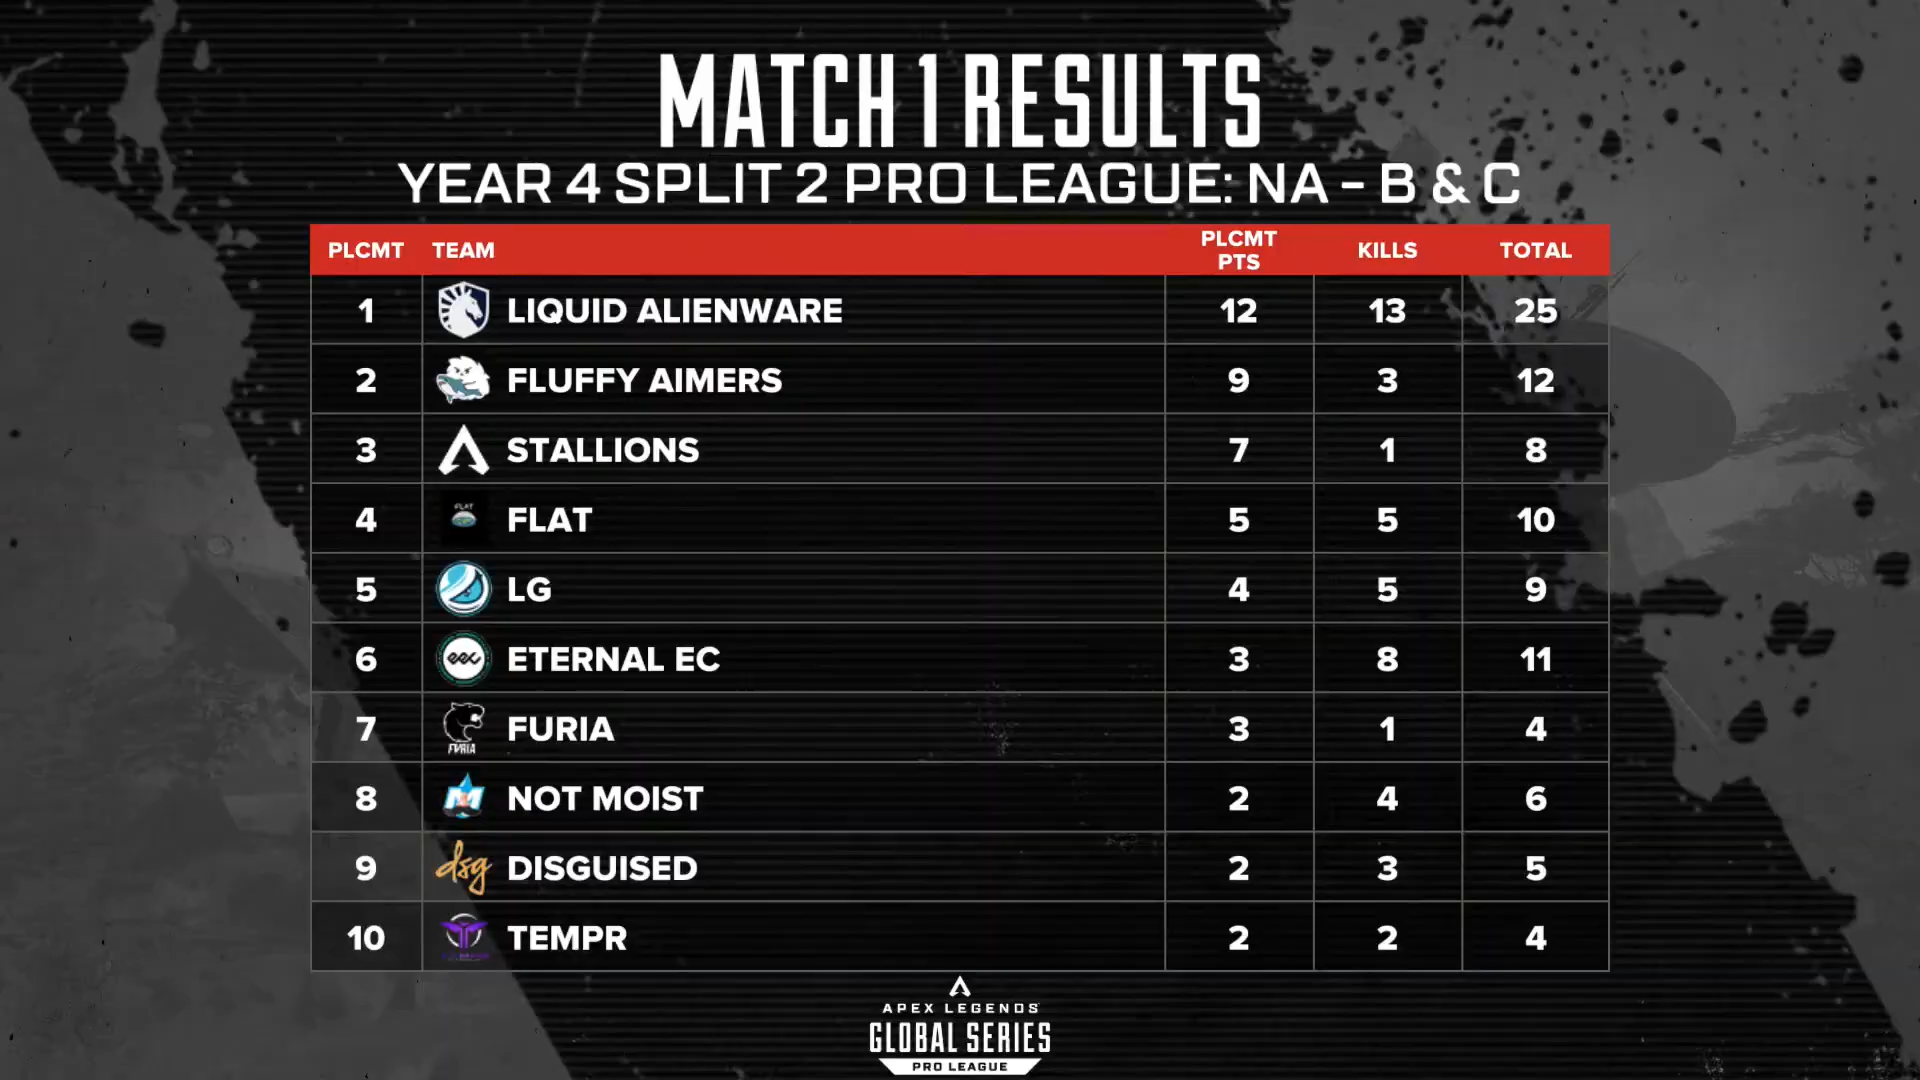 MATCH 1 RESULTS
YEAR 4 SPLIT 2 PRO LEAGUE: NA - B & C
PLCMT TEAM PLCMT PTS KILLS TOTAL
1 LIQUID ALIENWARE 12 13 25
2 FLUFFY AIMERS 9 3 12
3 STALLIONS 7 1 8
4 FLAT FLAT 5 5 10
5 LG 4 5 9
6 eec ETERNAL EC 3 8 11
7 FURIA FURIA 3 1 4
8 NOT MOIST 2 4 6
9 dsg DISGUISED 2 3 5
10 TEMPR 2 2 4
APEX LEGENDS
GLOBAL SERIES
PRO LEAGUE